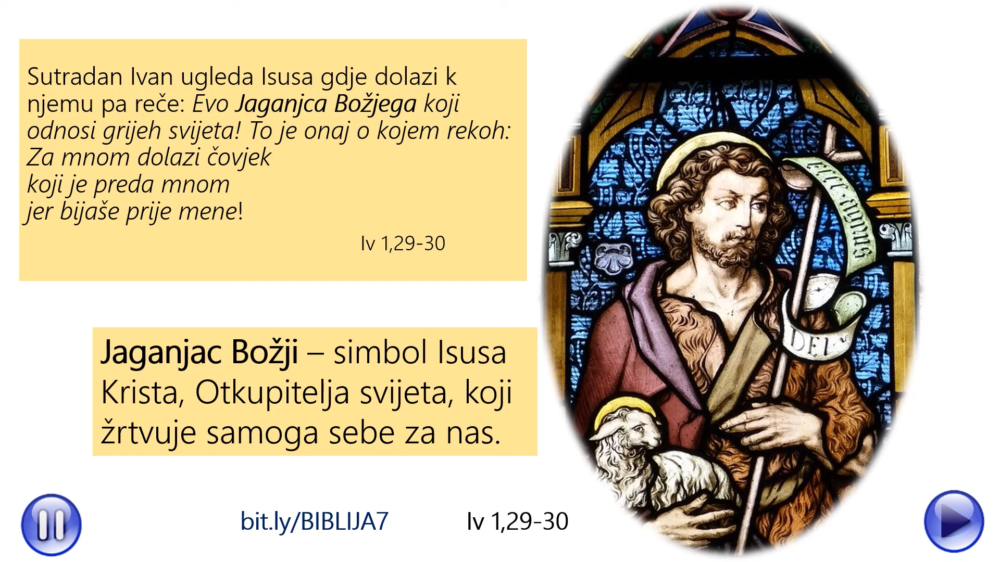 Sutradan Ivan ugleda Isusa gdje dolazi k
njemu pa reče: Evo Jaganjca Božjega koji
odnosi grijeh svijeta! To je onaj o kojem rekoh:
Za mnom dolazi čovjek
koji je preda mnom
jer bijaše prije mene!
Iv 1,29-30
Jaganjac Božji – simbol Isusa
Krista, Otkupitelja svijeta, koji
žrtvuje samoga sebe za nas.
bit.ly/BIBLIJA7
Iv 1,29-30
agnus
DEI